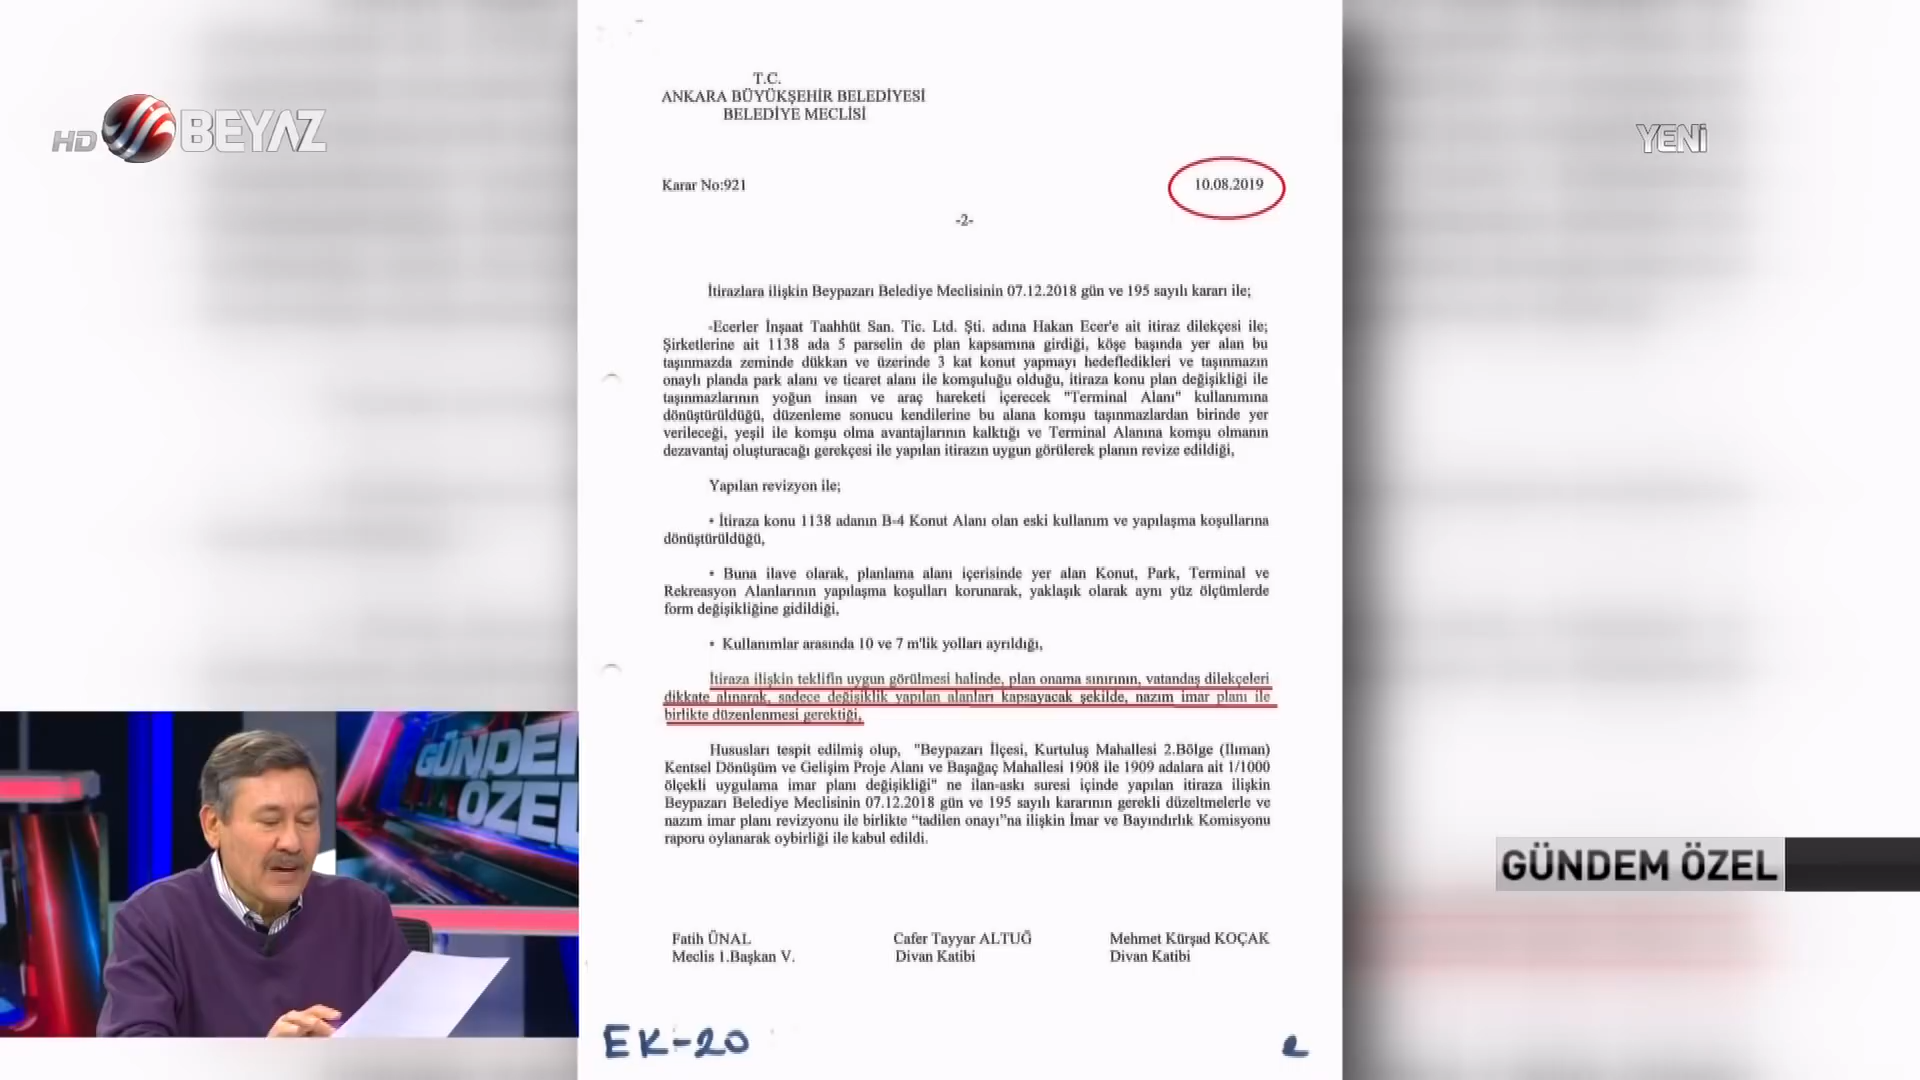 HD BEYAZ
YENİ
T.C.
ANKARA BÜYÜKŞEHİR BELEDİYESİ
BELEDİYE MECLİSİ
Karar No:921
10.08.2019
-2-
İtirazlara ilişkin Beypazarı Belediye Meclisinin 07.12.2018 gün ve 195 sayılı kararı ile;
-Ecerler İnşaat Taahhüt San. Tic. Ltd. Şti. adına Hakan Ecer'e ait itiraz dilekçesi ile;
Şirketlerine ait 1138 ada 5 parselin de plan kapsamına girdiği, köşe başında yer alan bu
taşınmazda zeminde dükkan ve üzerinde 3 kat konut yapmayı hedefledikleri ve taşınmazın
onaylı planda park alanı ve ticaret alanı ile komşuluğu olduğu, itiraza konu plan değişikliği ile
taşınmazlarının yoğun insan ve araç hareketi içerecek "Terminal Alanı" kullanımına
dönüştürüldüğü, düzenleme sonucu kendilerine bu alana komşu taşınmazlardan birinde yer
verileceği, yeşil ile komşu olma avantajlarının kalktığı ve Terminal Alanına komşu olmanın
dezavantaj oluşturacağı gerekçesi ile yapılan itirazın uygun görülerek planın revize edildiği,
Yapılan revizyon ile;
• İtiraza konu 1138 adanın B-4 Konut Alanı olan eski kullanım ve yapılaşma koşullarına
dönüştürüldüğü,
• Buna ilave olarak, planlama alanı içerisinde yer alan Konut, Park, Terminal ve
Rekreasyon Alanlarının yapılaşma koşulları korunarak, yaklaşık olarak aynı yüz ölçümlerde
form değişikliğine gidildiği,
• Kullanımlar arasında 10 ve 7 m'lik yolları ayrıldığı,
İtiraza ilişkin teklifin uygun görülmesi halinde, plan onama sınırının, vatandaş dilekçeleri
dikkate alınarak, sadece değişiklik yapılan alanları kapsayacak şekilde, nazım imar planı ile
birlikte düzenlenmesi gerektiği,
Hususları tespit edilmiş olup, "Beypazarı İlçesi, Kurtuluş Mahallesi 2.Bölge (Ilıman)
Kentsel Dönüşüm ve Gelişim Proje Alanı ve Başağaç Mahallesi 1908 ile 1909 adalara ait 1/1000
ölçekli uygulama imar planı değişikliği" ne ilan-askı suresi içinde yapılan itiraza ilişkin
Beypazarı Belediye Meclisinin 07.12.2018 gün ve 195 sayılı kararının gerekli düzeltmelerle ve
nazım imar planı revizyonu ile birlikte “tadilen onayı”na ilişkin İmar ve Bayındırlık Komisyonu
raporu oylanarak oybirliği ile kabul edildi.
GÜNDEM
ÖZEL
GÜNDEM ÖZEL
Fatih ÜNAL Cafer Tayyar ALTUĞ Mehmet Kürşad KOÇAK
Meclis 1.Başkan V. Divan Katibi Divan Katibi
EK-20